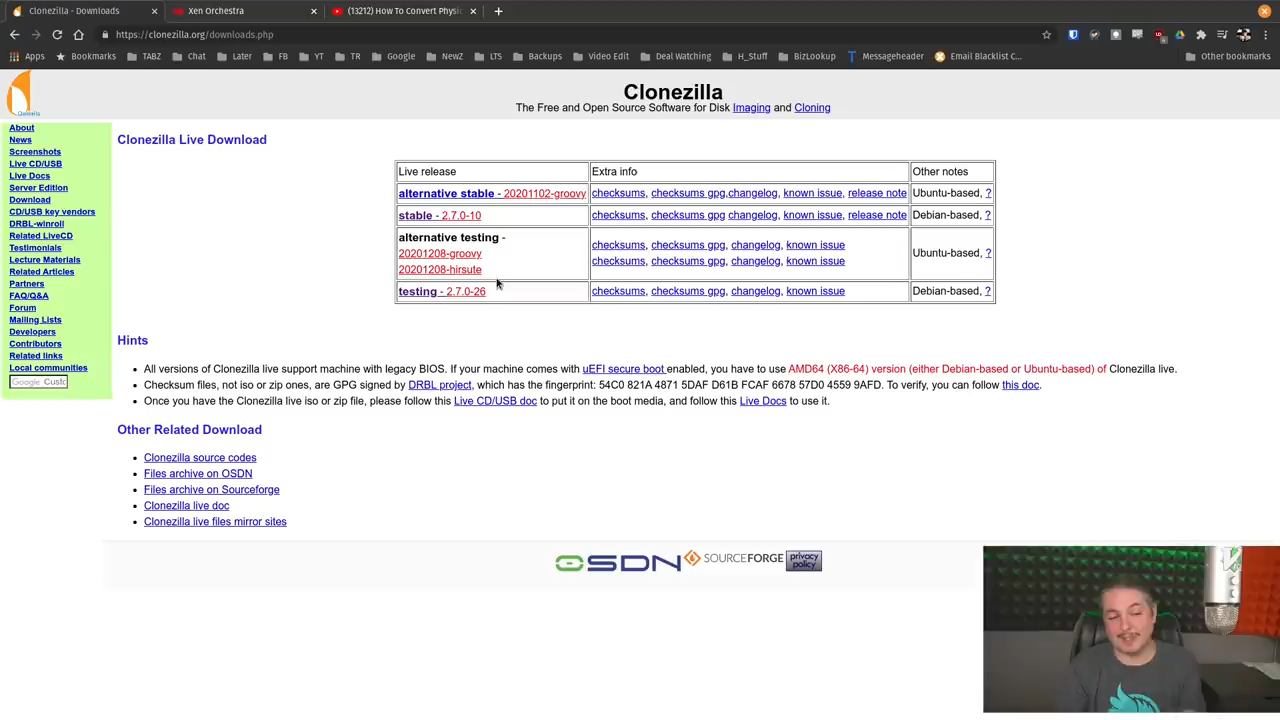 Clonezilla - Downloads
Xen Orchestra
(13212) How To Convert Physic
https://clonezilla.org/downloads.php
Apps
Bookmarks
TABZ
Chat
Later
FB
YT
TR
Google
NewZ
LTS
Backups
Video Edit
Deal Watching
H_Stuff
BizLookup
Messageheader
Email Blacklist C...
Other bookmarks
Clonezilla
The Free and Open Source Software for Disk Imaging and Cloning
About
News
Screenshots
Live CD/USB
Live Docs
Server Edition
Download
CD/USB key vendors
DRBL-winroll
Related LiveCD
Testimonials
Lecture Materials
Related Articles
Partners
FAQ/Q&A
Forum
Mailing Lists
Developers
Contributors
Related links
Local communities
Google Custo
Clonezilla Live Download
Live release Extra info Other notes
alternative stable - 20201102-groovy checksums, checksums gpg,changelog, known issue, release note Ubuntu-based, ?
stable - 2.7.0-10 checksums, checksums gpg changelog, known issue, release note Debian-based, ?
alternative testing -
20201208-groovy checksums, checksums gpg, changelog, known issue
20201208-hirsute checksums, checksums gpg, changelog, known issue
Ubuntu-based, ?
testing - 2.7.0-26 checksums, checksums gpg, changelog, known issue Debian-based, ?
Hints
• All versions of Clonezilla live support machine with legacy BIOS. If your machine comes with uEFI secure boot enabled, you have to use AMD64 (X86-64) version (either Debian-based or Ubuntu-based) of Clonezilla live.
• Checksum files, not iso or zip ones, are GPG signed by DRBL project, which has the fingerprint: 54C0 821A 4871 5DAF D61B FCAF 6678 57D0 4559 9AFD. To verify, you can follow this doc.
• Once you have the Clonezilla live iso or zip file, please follow this Live CD/USB doc to put it on the boot media, and follow this Live Docs to use it.
Other Related Download
• Clonezilla source codes
• Files archive on OSDN
• Files archive on Sourceforge
• Clonezilla live doc
• Clonezilla live files mirror sites
OSDN
SOURCEFORGE
privacy
policy